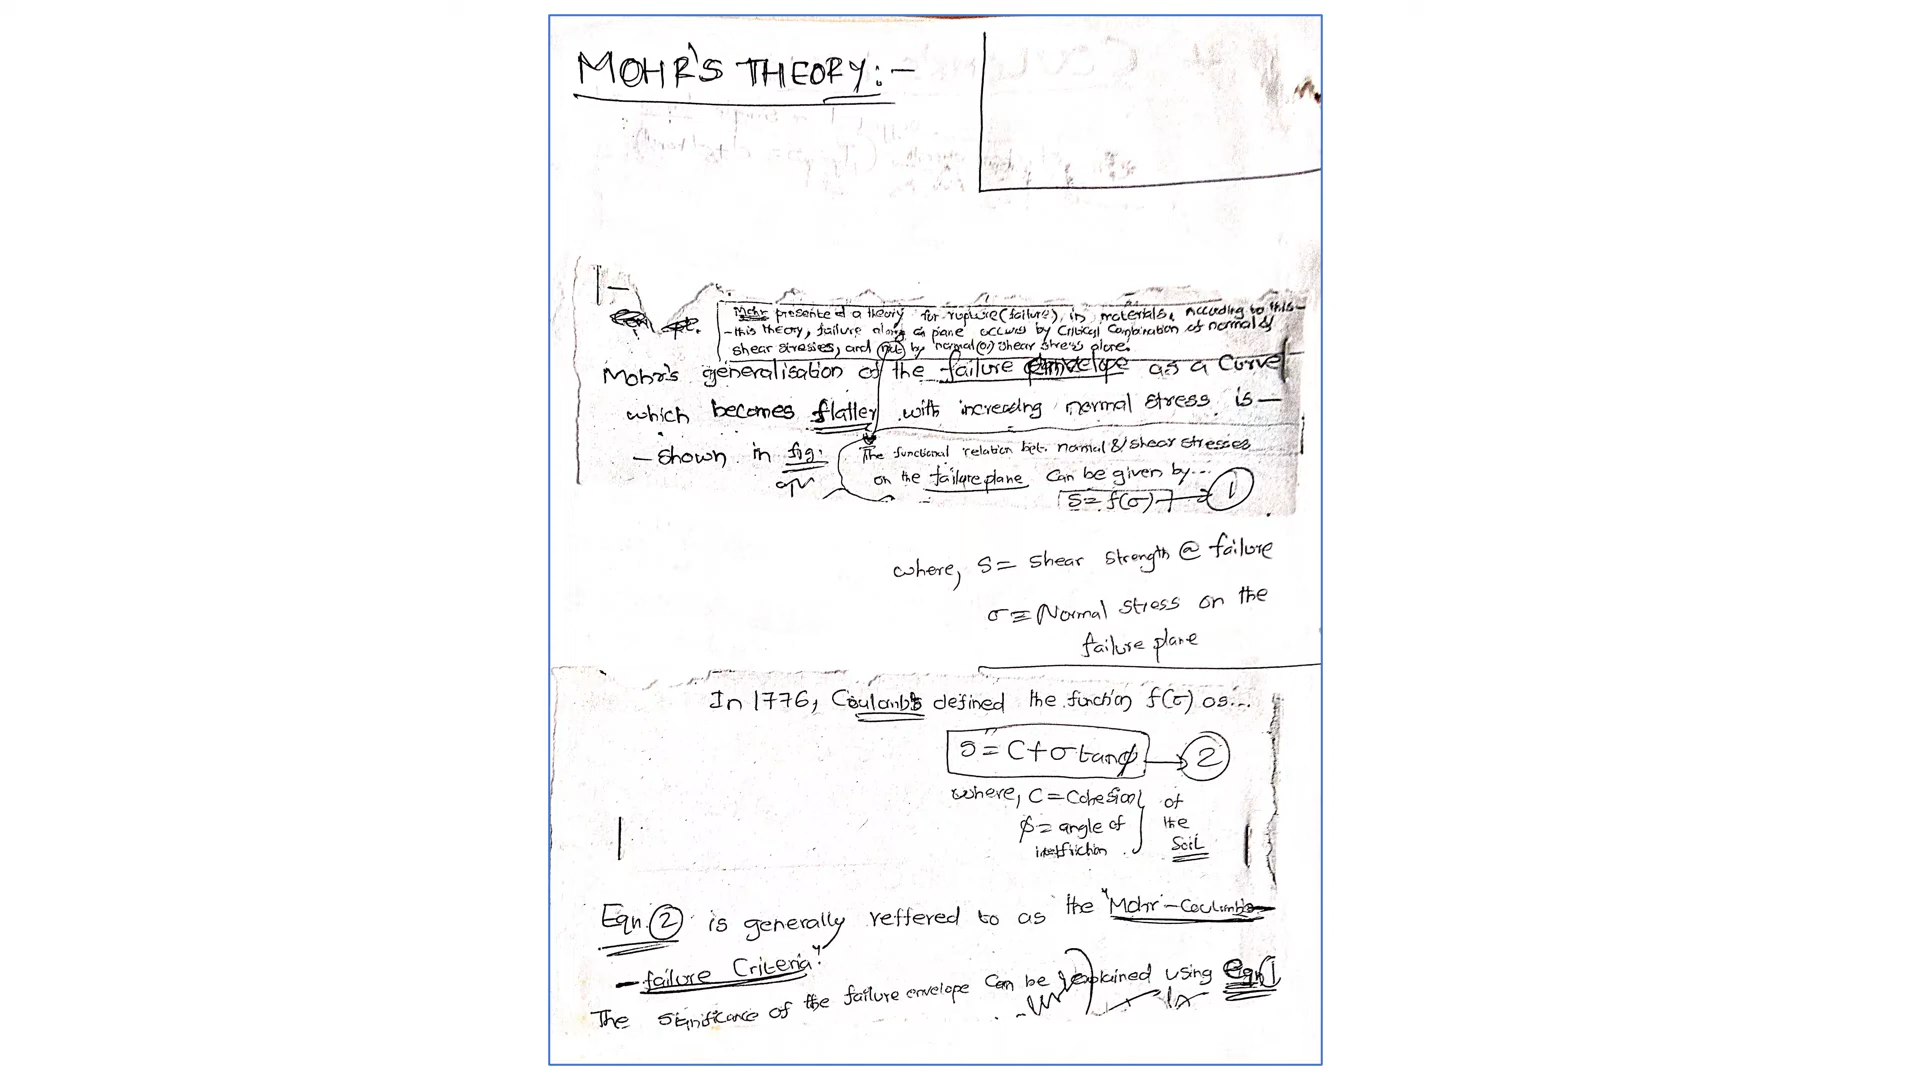 MOHR'S THEORY:-
Mohr presented a theory for rupture (failure), in materials. According to this-
-this theory, failure along a plane occurs by Critical Combination of normal &
shear stresses, and not by normal (or) shear stress alone.
Mohr's generalisation of the failure envelope as a Curve
which becomes flatter with increasing normal stress is—
-shown in fig.
The functional relation bet. normal & shear stresses
on the failure plane Can be given by...
S = f(σ) → 1
where, S = Shear Strength @ failure
σ = Normal Stress on the
failure plane
In 1776, Coulamb's defined the function f(σ) as...
S = C + σ tanϕ → 2
where, C = Cohesion
ϕ = angle of
friction
of
the
Soil
Eqn. 2 is generally reffered to as the "Mohr-Coulamb's
-failure Criteria".
The Significance of the failure envelope Can be explained using Eqn 1